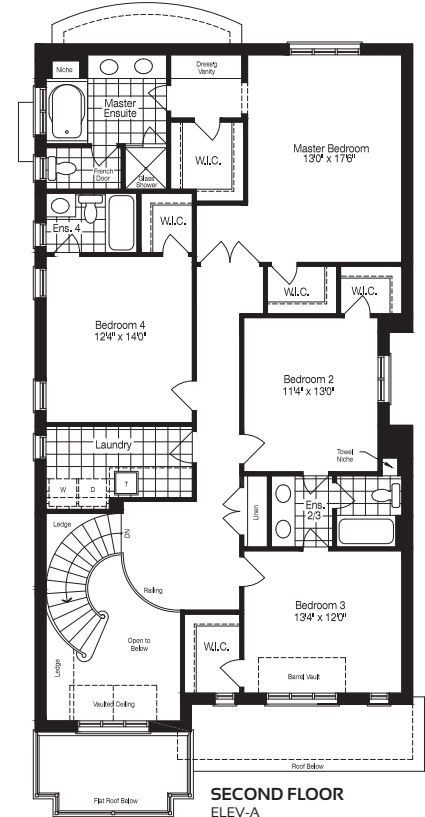 Niche
Dress'g
Vanity
Master
Ensuite
Master Bedroom
13'0" x 17'6"
W.I.C.
French
Door
Glass
Shower
Ens. 4
W.I.C.
W.I.C.
W.I.C.
Bedroom 4
12'4" x 14'0"
Bedroom 2
11'4" x 13'0"
Laundry
Towel
Niche
W
D
T
Linen
Ens.
2/3
Ledge
DN
Railing
Bedroom 3
13'4" x 12'0"
Open to
Below
W.I.C.
Ledge
Barrel Vault
Vaulted Ceiling
Roof Below
Flat Roof Below
SECOND FLOOR
ELEV-A